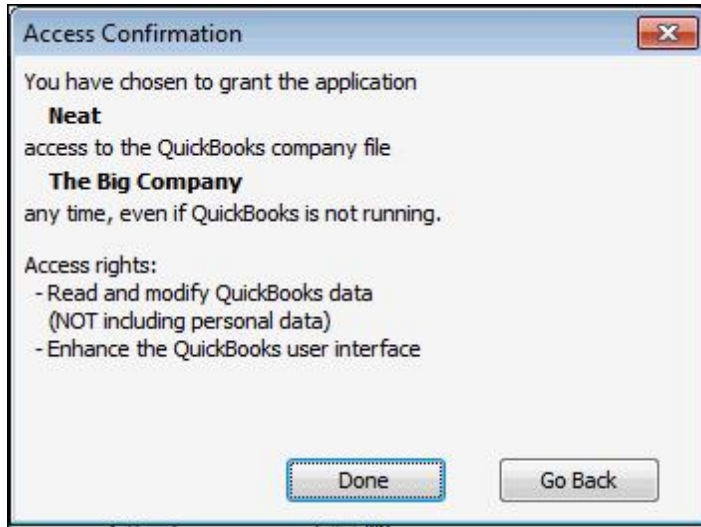 Access Confirmation
You have chosen to grant the application
Neat
access to the QuickBooks company file
The Big Company
any time, even if QuickBooks is not running.
Access rights:
- Read and modify QuickBooks data
(NOT including personal data)
- Enhance the QuickBooks user interface
Done Go Back